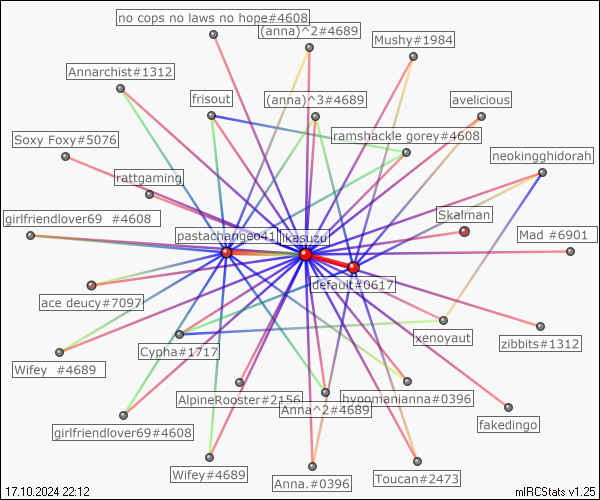 no cops no laws no hope#4608
(anna)^2#4689
Mushy#1984
Annarchist#1312
frisout
(anna)^3#4689
avelicious
ramshackle gorey#4608
Soxy Foxy#5076
neokingghidorah
rattgaming
girlfriendlover69 #4608
Skalman
pastachangeo41
likasuzu
Mad #6901
default#0617
ace deucy#7097
xenoyaut
zibbits#1312
Cypha#1717
Wifey #4689
AlpineRooster#2156
hypomanianna#0396
Anna^2#4689
fakedingo
girlfriendlover69#4608
Wifey#4689
Anna.#0396
Toucan#2473
17.10.2024 22:12
mIRCStats v1.25